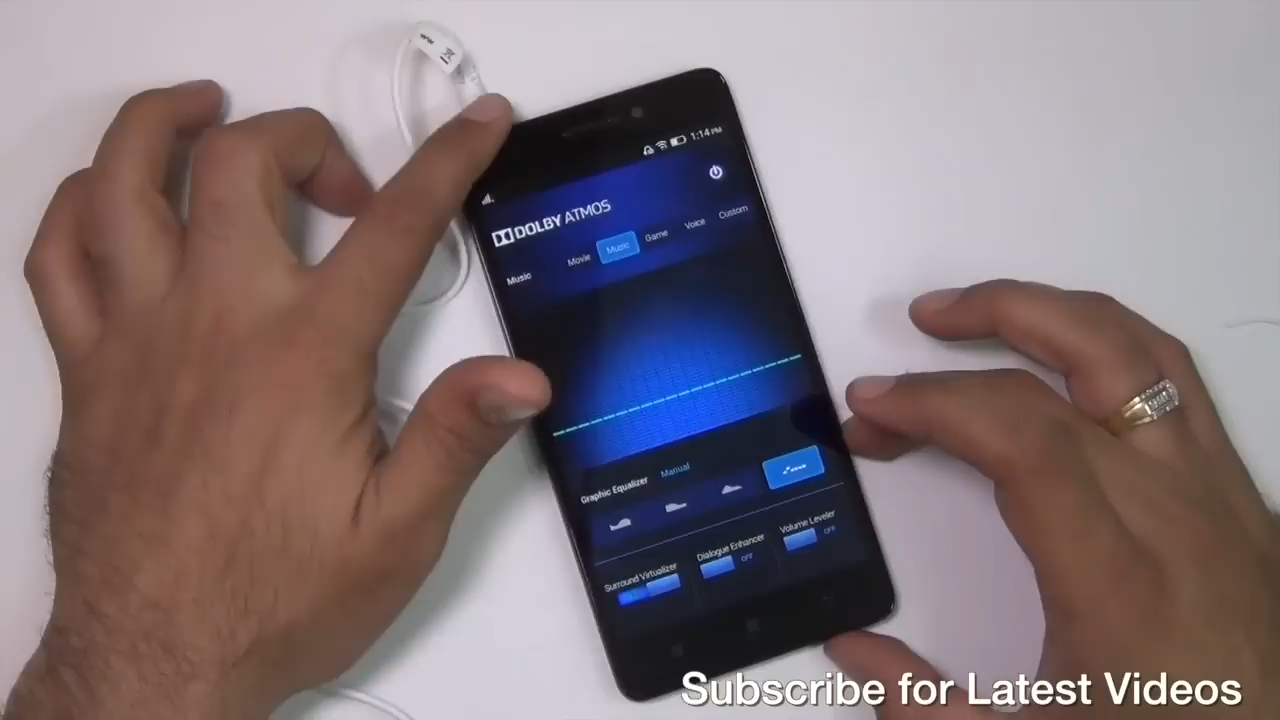 1:14 PM
DOLBY ATMOS
Music
Movie
Music
Game
Voice
Custom
Graphic Equalizer
Manual
Surround Virtualizer
Dialogue Enhancer
OFF
Volume Leveler
OFF
Subscribe for Latest Videos